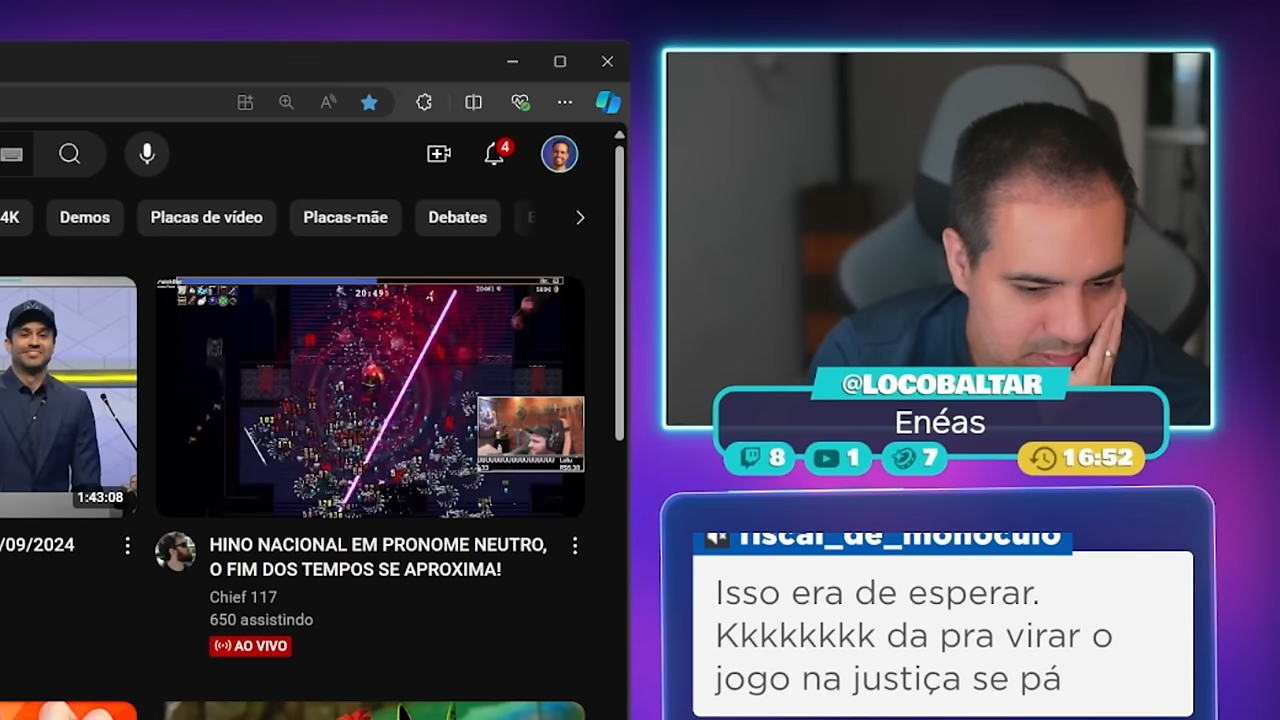 4
4K
Demos
Placas de vídeo
Placas-mãe
Debates
20:49
1:43:08
/09/2024
HINO NACIONAL EM PRONOME NEUTRO,
O FIM DOS TEMPOS SE APROXIMA!
Chief 117
650 assistindo
AO VIVO
@LOCOBALTAR
Enéas
8
1
7
16:52
fiscal_de_monoculo
Isso era de esperar.
Kkkkkkkk da pra virar o
jogo na justiça se pá